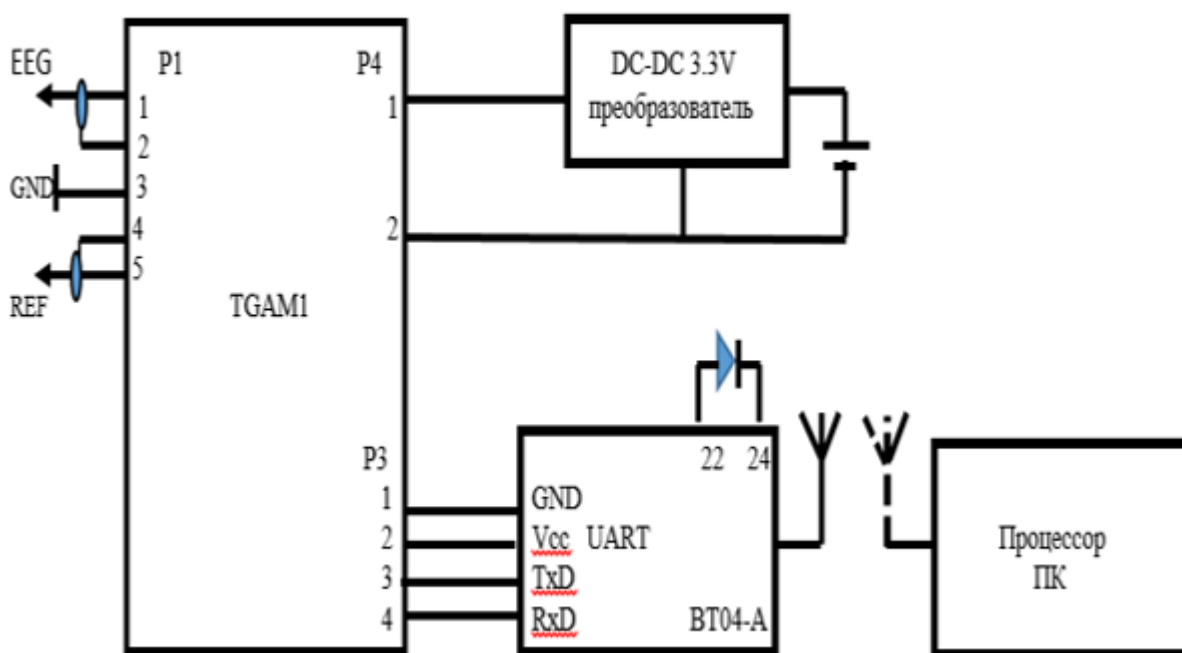 EEG
GND
REF
P1
1
2
3
4
5
TGAM1
P4
1
2
P3
1
2
3
4
DC-DC 3.3V
преобразователь
22 24
GND
Vcc UART
TxD
RxD BT04-A
Процессор
ПК